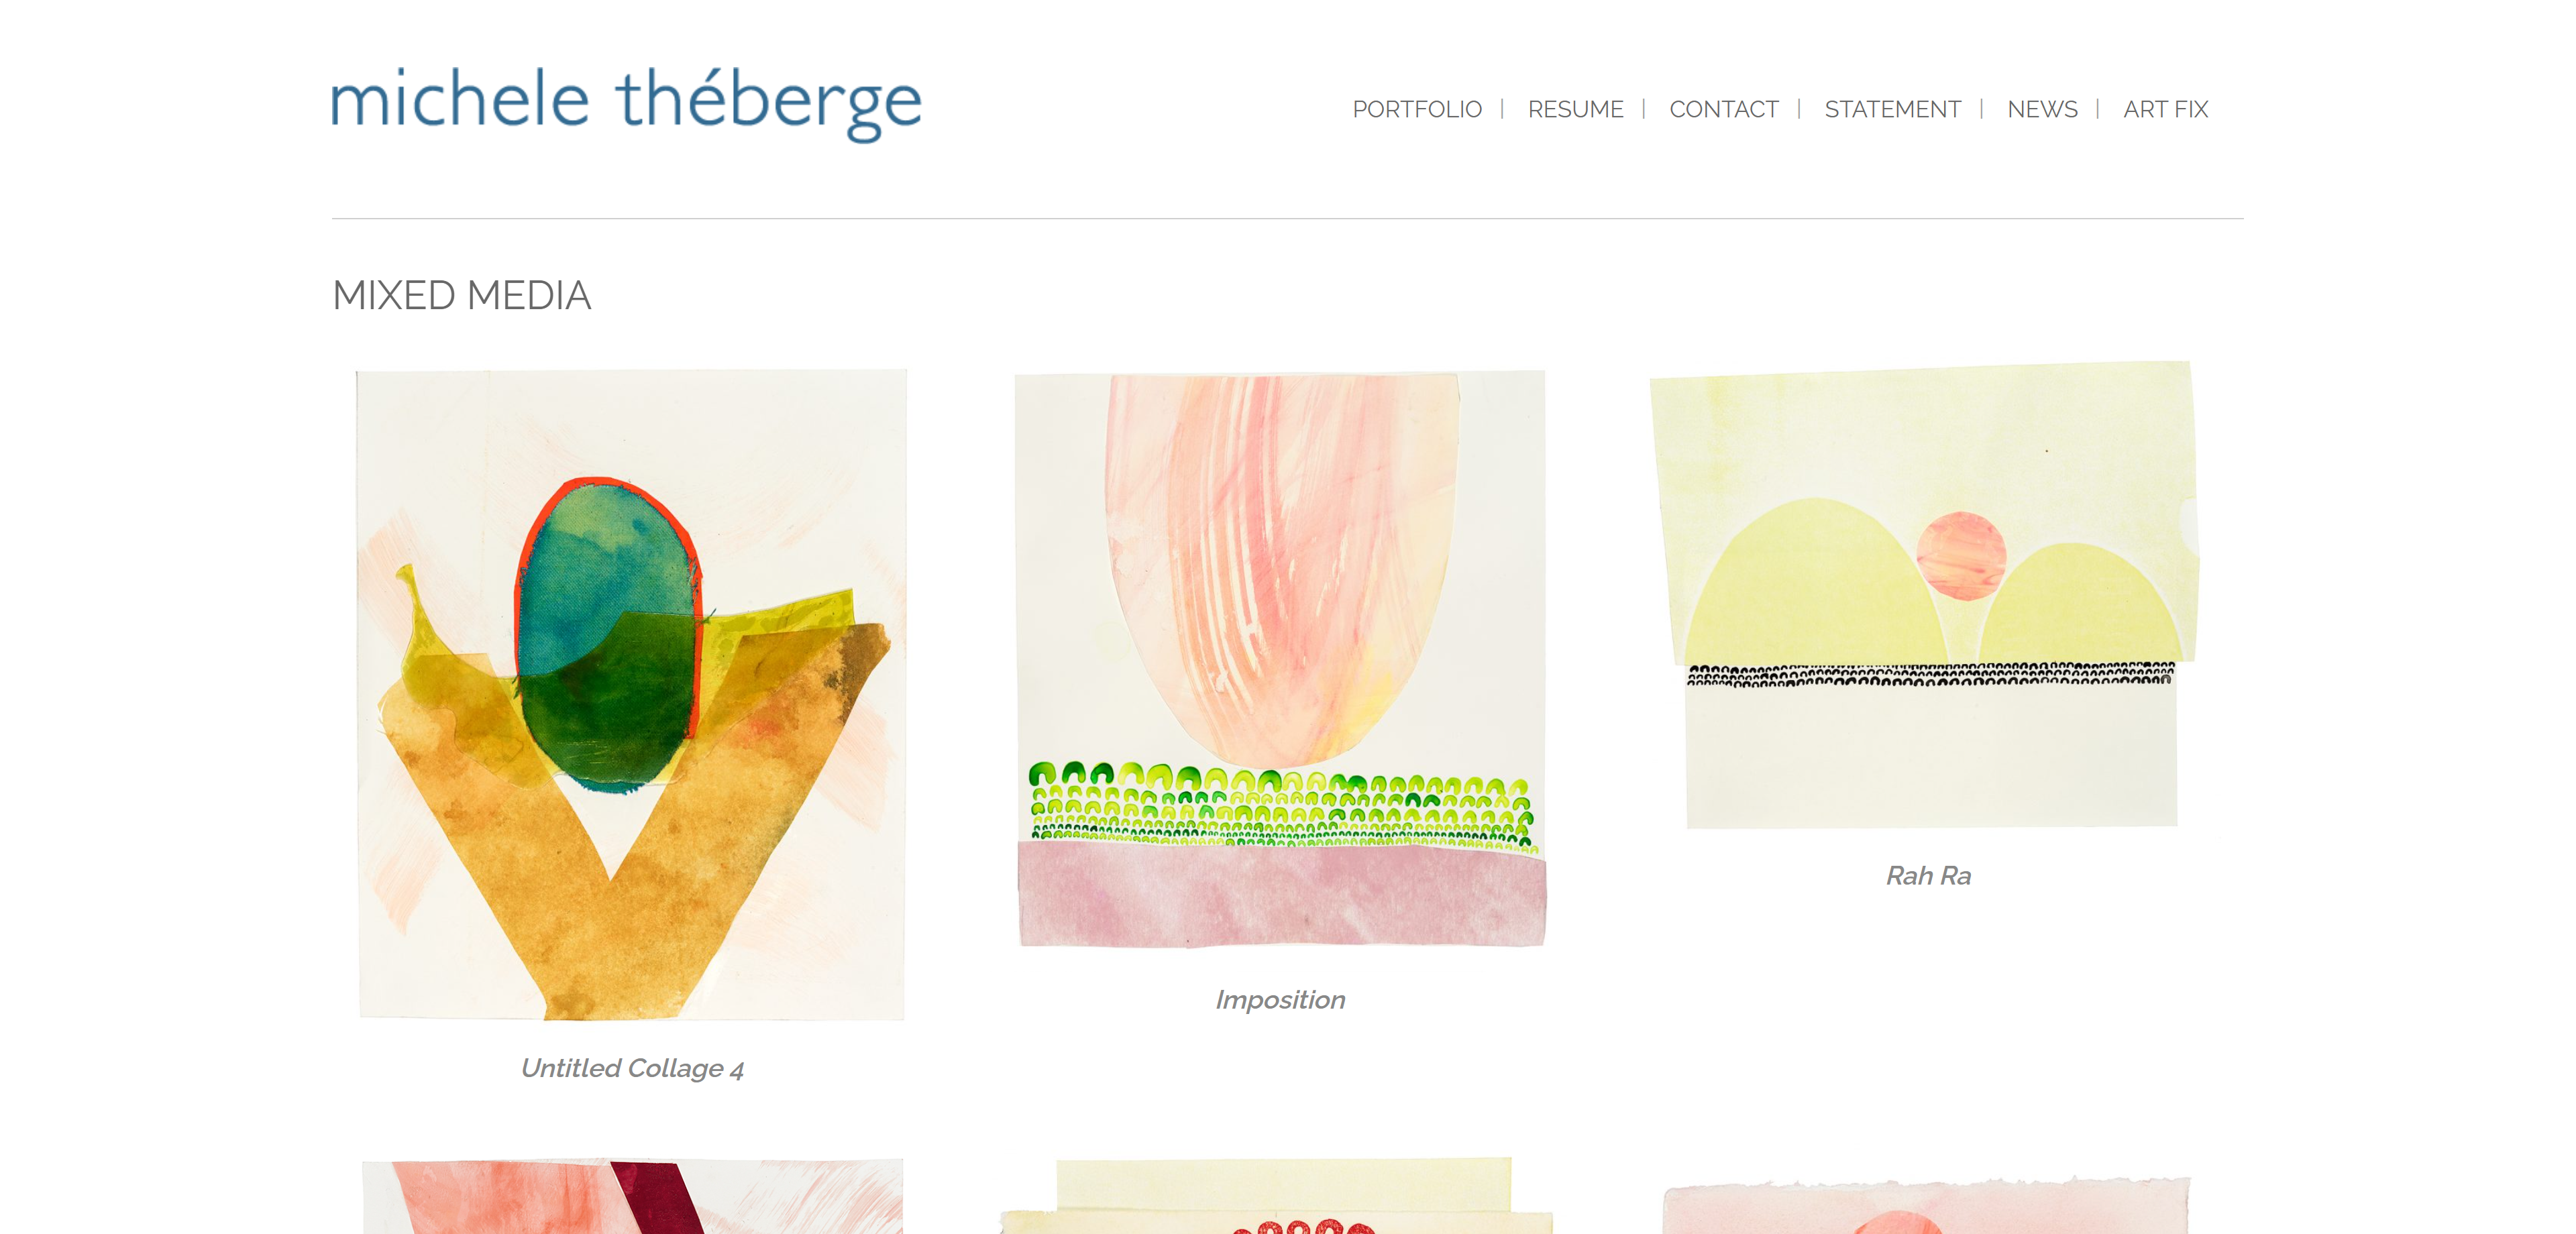 michele théberge
PORTFOLIO | RESUME | CONTACT | STATEMENT | NEWS | ART FIX
MIXED MEDIA
Untitled Collage 4
Imposition
Rah Ra